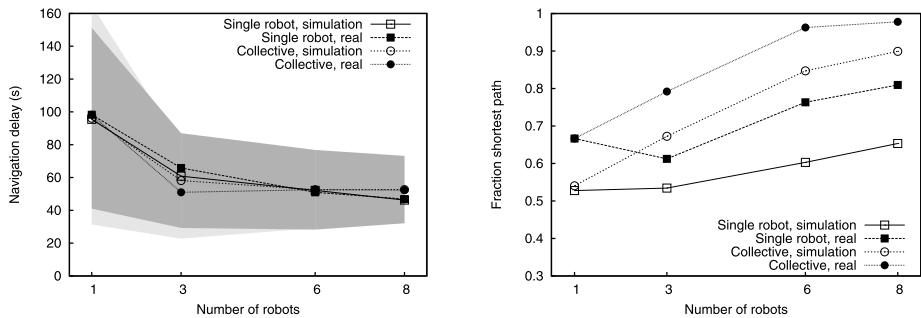 160
140
120
100
80
60
40
20
0
Navigation delay (s)
Single robot, simulation
Single robot, real
Collective, simulation
Collective, real
1 3 6 8
Number of robots
1
0.9
0.8
0.7
0.6
0.5
0.4
0.3
Fraction shortest path
Single robot, simulation
Single robot, real
Collective, simulation
Collective, real
1 3 6 8
Number of robots